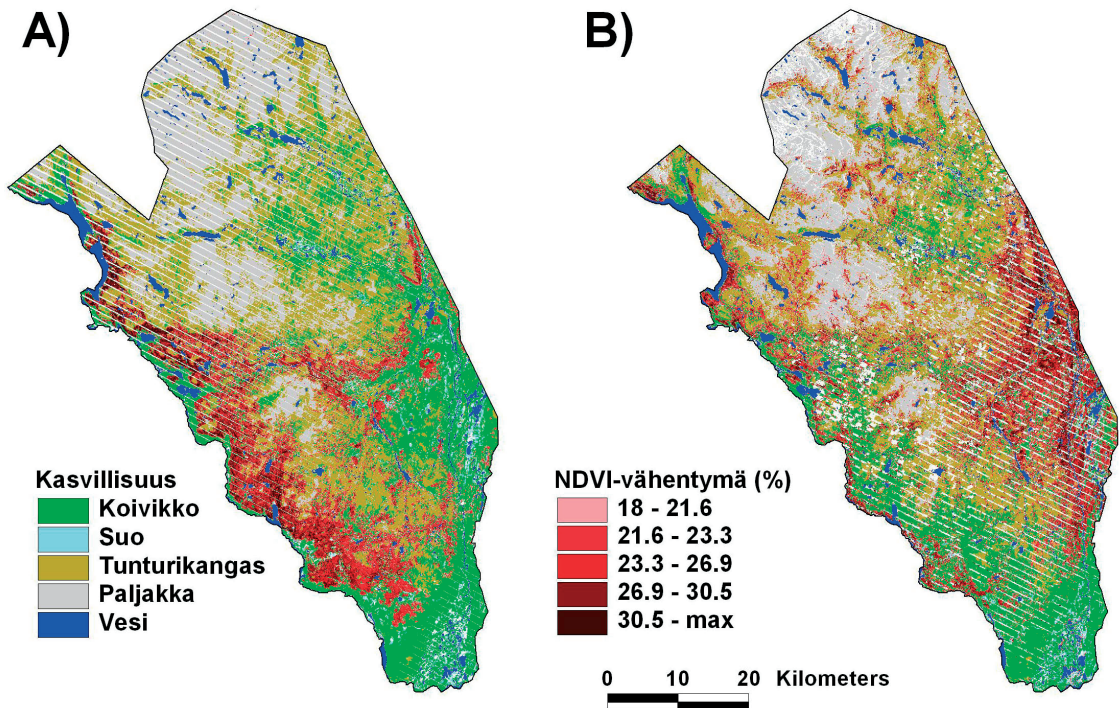 A)
B)
Kasvillisuus
Koivikko
Suo
Tunturikangas
Paljakka
Vesi
NDVI-vähentymä (%)
18 - 21.6
21.6 - 23.3
23.3 - 26.9
26.9 - 30.5
30.5 - max
0 10 20 Kilometers